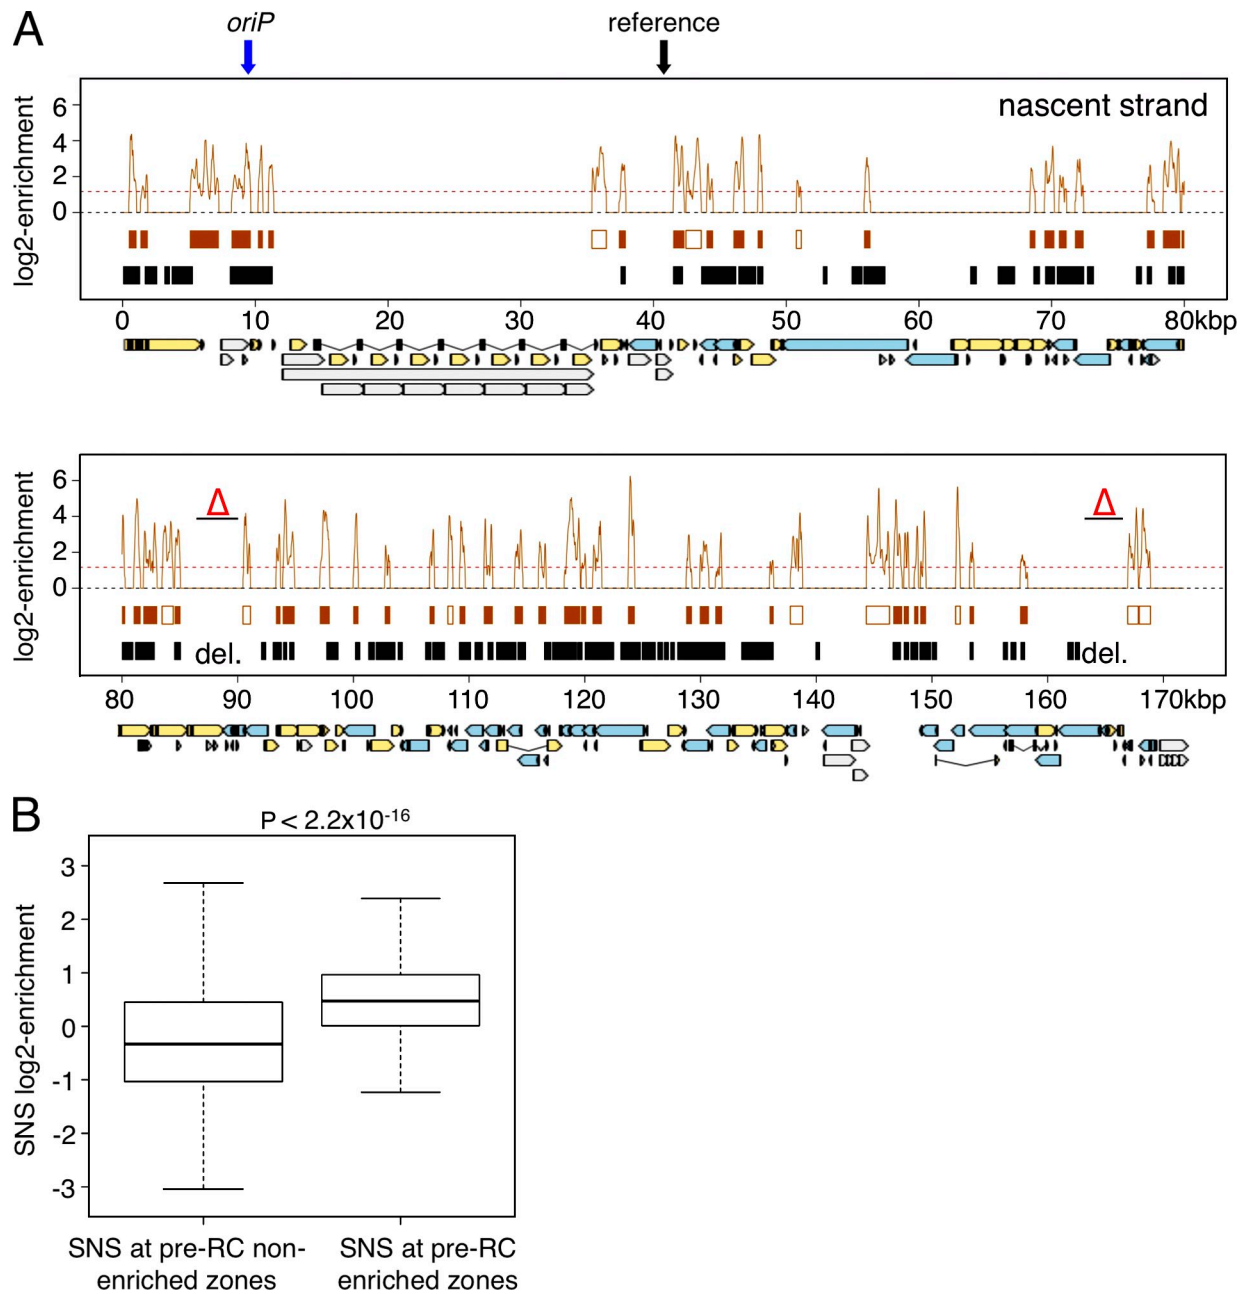 A
oriP
reference
nascent strand
log2-enrichment
6
4
2
0
0 10 20 30 40 50 60 70 80kbp
log2-enrichment
6
4
2
0
Δ Δ
del. del.
80 90 100 110 120 130 140 150 160 170kbp
B
P < 2.2x10-16
SNS log2-enrichment
3
2
1
0
-1
-2
-3
SNS at pre-RC non-
enriched zones
SNS at pre-RC
enriched zones